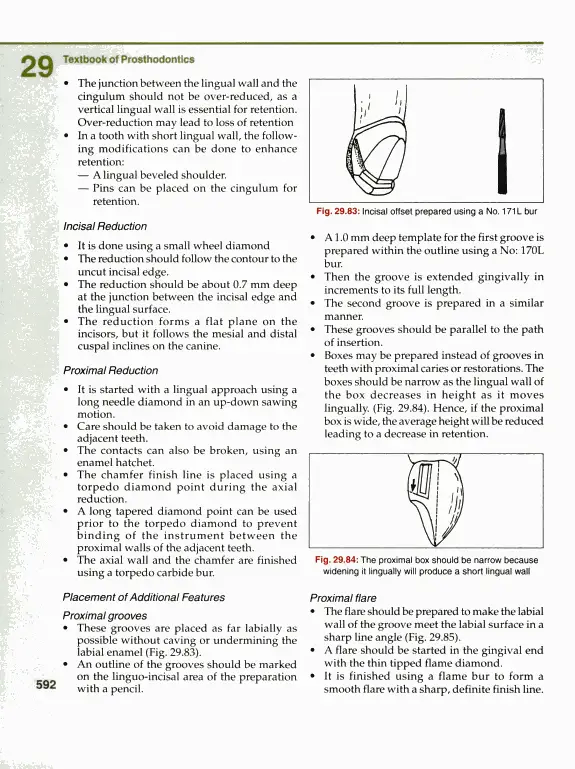 29
Textbook of Prosthodontics
• The junction between the lingual wall and the
cingulum should not be over-reduced, as a
vertical lingual wall is essential for retention.
Over-reduction may lead to loss of retention
• In a tooth with short lingual wall, the follow-
ing modifications can be done to enhance
retention:
— A lingual beveled shoulder.
— Pins can be placed on the cingulum for
retention.
Incisal Reduction
• It is done using a small wheel diamond
• The reduction should follow the contour to the
uncut incisal edge.
• The reduction should be about 0.7 mm deep
at the junction between the incisal edge and
the lingual surface.
• The reduction forms a flat plane on the
incisors, but it follows the mesial and distal
cuspal inclines on the canine.
Proximal Reduction
• It is started with a lingual approach using a
long needle diamond in an up-down sawing
motion.
• Care should be taken to avoid damage to the
adjacent teeth.
• The contacts can also be broken, using an
enamel hatchet.
• The chamfer finish line is placed using a
torpedo diamond point during the axial
reduction.
• A long tapered diamond point can be used
prior to the torpedo diamond to prevent
binding of the instrument between the
proximal walls of the adjacent teeth.
• The axial wall and the chamfer are finished
using a torpedo carbide bur.
Placement of Additional Features
Proximal grooves
• These grooves are placed as far labially as
possible without caving or undermining the
labial enamel (Fig. 29.83).
• An outline of the grooves should be marked
on the linguo-incisal area of the preparation
with a pencil.
592
Fig. 29.83: Incisal offset prepared using a No. 171L bur
• A 1.0 mm deep template for the first groove is
prepared within the outline using a No: 170L
bur.
• Then the groove is extended gingivally in
increments to its full length.
• The second groove is prepared in a similar
manner.
• These grooves should be parallel to the path
of insertion.
• Boxes may be prepared instead of grooves in
teeth with proximal caries or restorations. The
boxes should be narrow as the lingual wall of
the box decreases in height as it moves
lingually. (Fig. 29.84). Hence, if the proximal
box is wide, the average height will be reduced
leading to a decrease in retention.
Fig. 29.84: The proximal box should be narrow because
widening it lingually will produce a short lingual wall
Proximal flare
• The flare should be prepared to make the labial
wall of the groove meet the labial surface in a
sharp line angle (Fig. 29.85).
• A flare should be started in the gingival end
with the thin tipped flame diamond.
• It is finished using a flame bur to form a
smooth flare with a sharp, definite finish line.